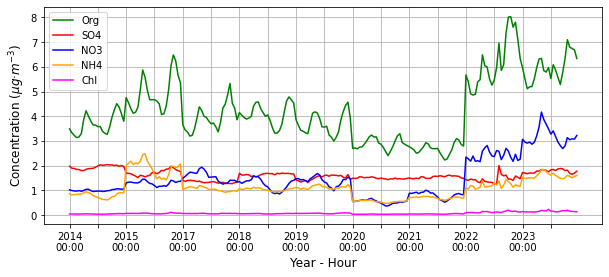 Concentration (μg·m⁻³)
8
7
6
5
4
3
2
1
0
Org
SO4
NO3
NH4
Chl
2014 2015 2017 2018 2019 2020 2021 2022 2023
00:00 00:00 00:00 00:00 00:00 00:00 00:00 00:00 00:00
Year - Hour